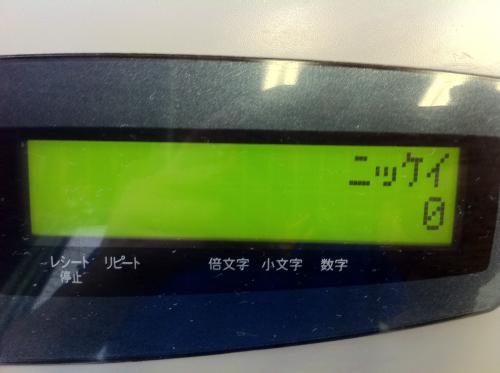 ニッケイ
0
レシート リピート 倍文字 小文字 数字
停止